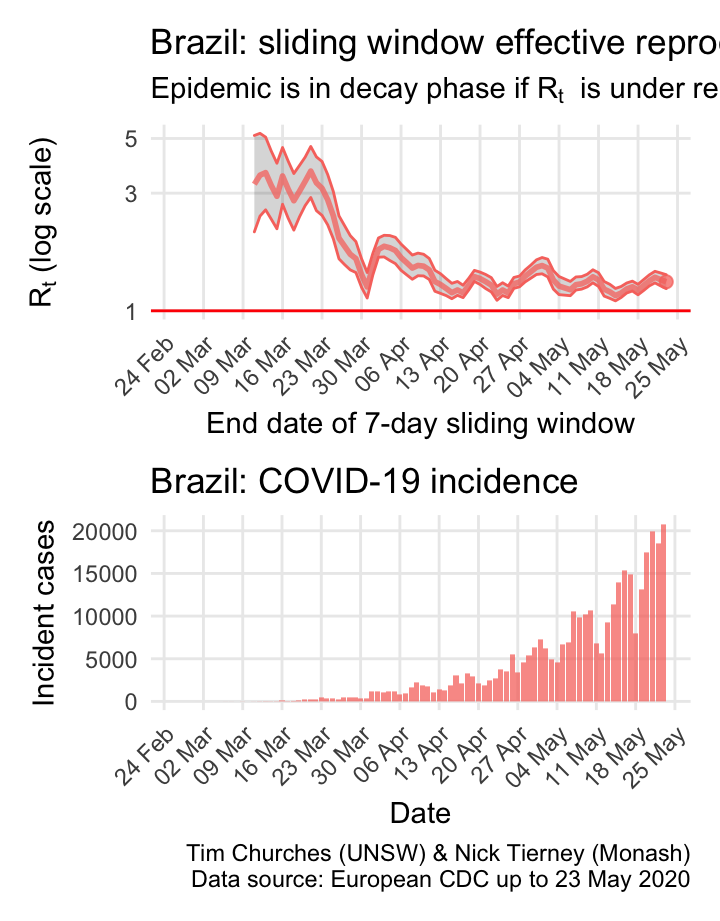 Brazil: sliding window effective repro
Epidemic is in decay phase if Rt is under re
Rt (log scale)
5
3
1
24 Feb
02 Mar
09 Mar
16 Mar
23 Mar
30 Mar
06 Apr
13 Apr
20 Apr
27 Apr
04 May
11 May
18 May
25 May
End date of 7-day sliding window
Brazil: COVID-19 incidence
Incident cases
20000
15000
10000
5000
0
24 Feb
02 Mar
09 Mar
16 Mar
23 Mar
30 Mar
06 Apr
13 Apr
20 Apr
27 Apr
04 May
11 May
18 May
25 May
Date
Tim Churches (UNSW) & Nick Tierney (Monash)
Data source: European CDC up to 23 May 2020